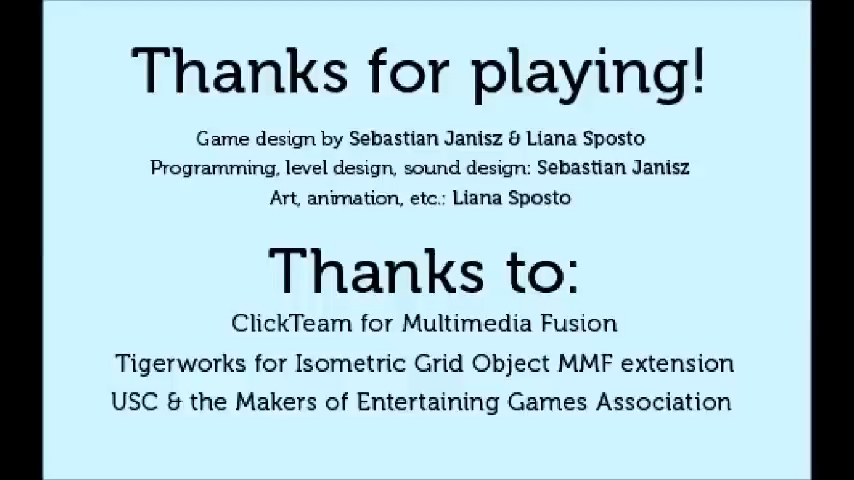 Thanks for playing!
Game design by Sebastian Janisz & Liana Sposto
Programming, level design, sound design: Sebastian Janisz
Art, animation, etc.: Liana Sposto
Thanks to:
ClickTeam for Multimedia Fusion
Tigerworks for Isometric Grid Object MMF extension
USC & the Makers of Entertaining Games Association